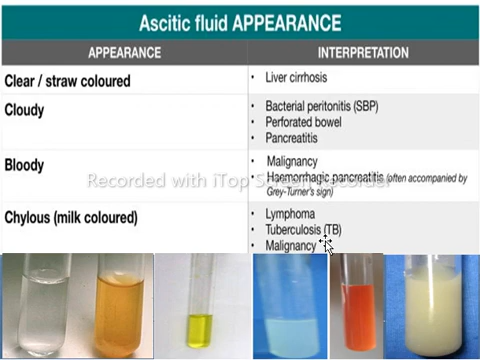 Ascitic fluid APPEARANCE
APPEARANCE
INTERPRETATION
Clear / straw coloured
• Liver cirrhosis
Cloudy
• Bacterial peritonitis (SBP)
• Perforated bowel
• Pancreatitis
Bloody
• Malignancy
• Haemorrhagic pancreatitis (often accompanied by
Grey-Turner's sign)
Recorded with iTop Screen Recorder
Chylous (milk coloured)
• Lymphoma
• Tuberculosis (TB)
• Malignancy